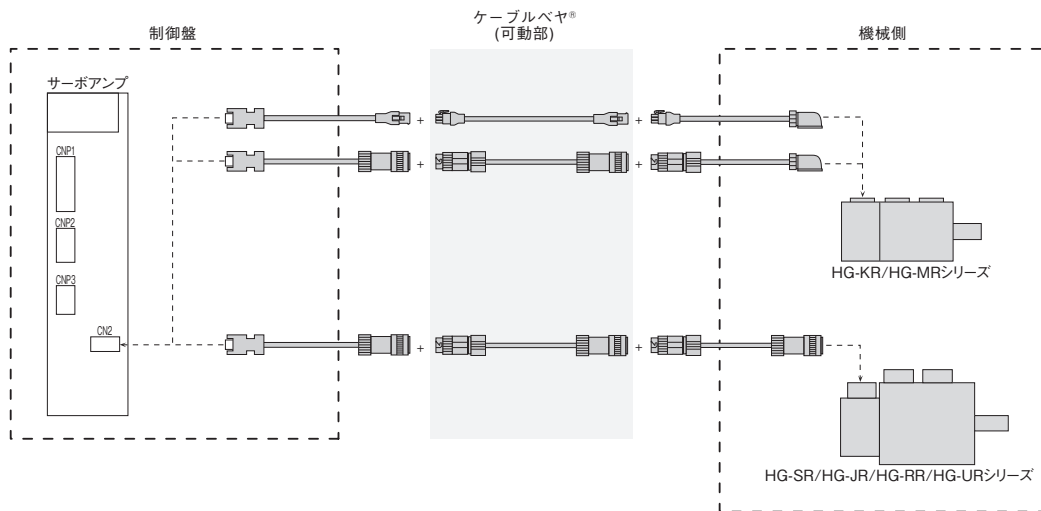 ケーブルベヤ®
(可動部)
制御盤
機械側
サーボアンプ
CNP1
CNP2
CNP3
CN2
+
+
+
+
+
+
HG-KR/HG-MRシリーズ
HG-SR/HG-JR/HG-RR/HG-URシリーズ